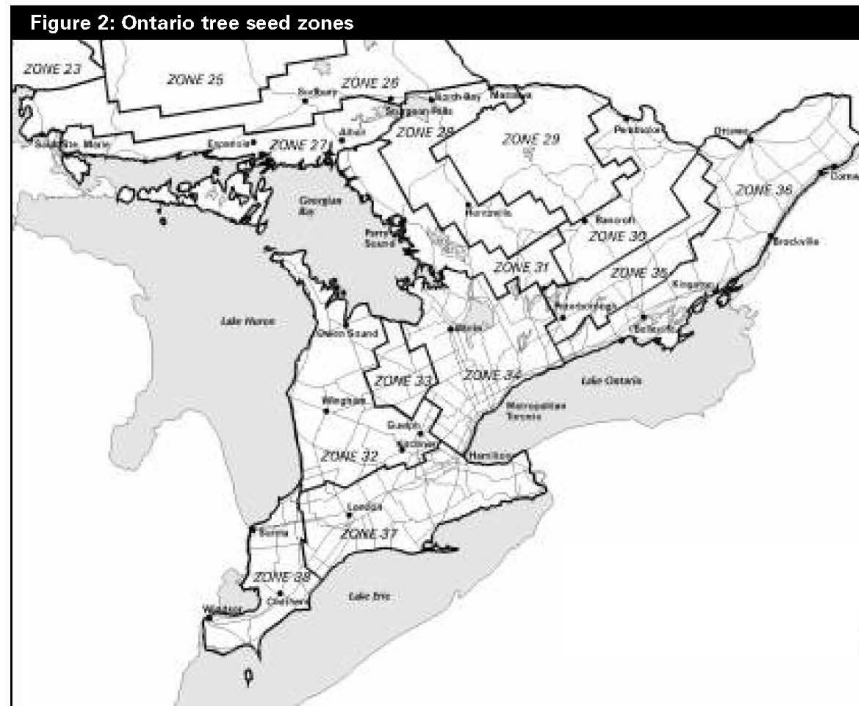 Figure 2: Ontario tree seed zones
ZONE 23
ZONE 25
ZONE 26
Sudbury
North Bay
Mattawa
Sturgeon Falls
Sault Ste. Marie
Espanola
ZONE 27
Alban
ZONE 28
ZONE 29
Pembroke
Ottawa
ZONE 36
Georgian
Bay
Parry
Sound
Huntsville
Bancroft
ZONE 30
Brockville
ZONE 31
ZONE 35
Kingston
Peterborough
Belleville
Lake Huron
Owen Sound
Barrie
ZONE 33
ZONE 34
Lake Ontario
Wingham
Metropolitan
Toronto
Guelph
Kitchener
ZONE 32
Hamilton
London
Sarnia
ZONE 37
ZONE 38
Chatham
Lake Erie
Windsor